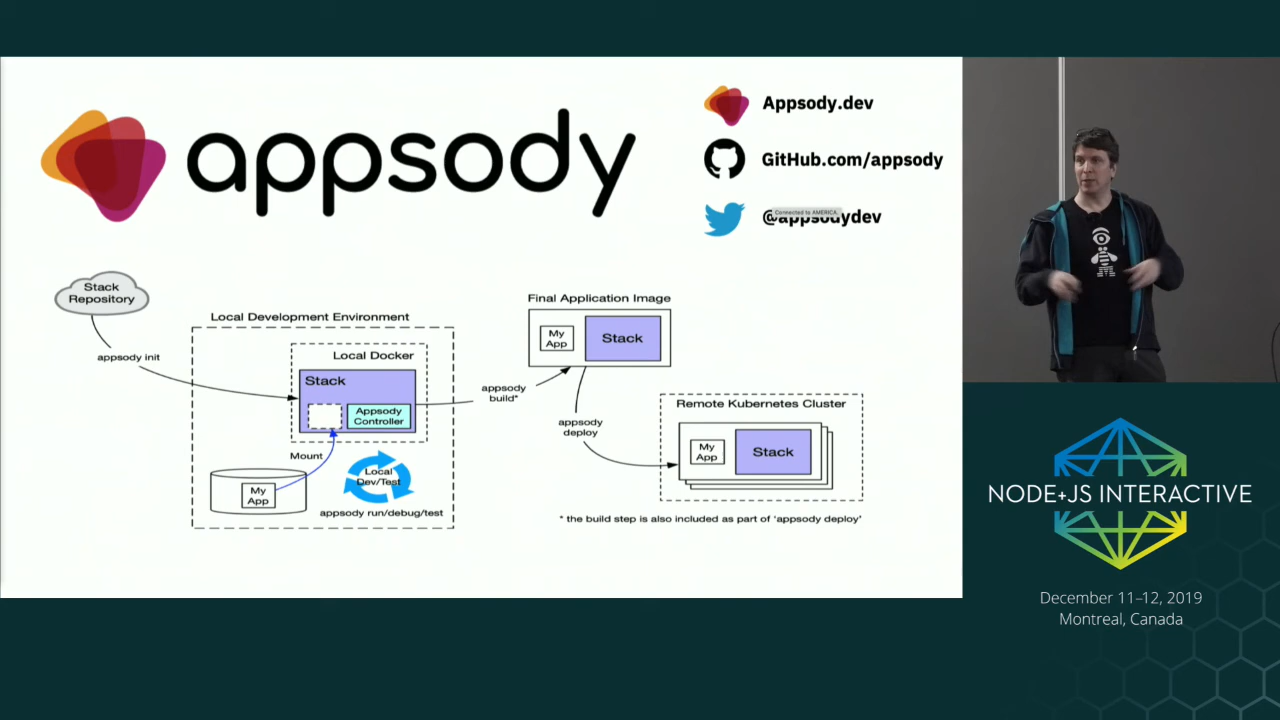 appsody
Appsody.dev
GitHub.com/appsody
@appsodydev
Connected to AMERICA.
Stack
Repository
appsody init
Local Development Environment
Local Docker
Stack
Appsody
Controller
Mount
My
App
Local
Dev/Test
appsody run/debug/test
appsody
build*
Final Application Image
My
App
Stack
appsody
deploy
Remote Kubernetes Cluster
My
App
Stack
* the build step is also included as part of 'appsody deploy'
NODE+JS INTERACTIVE
December 11–12, 2019
Montreal, Canada